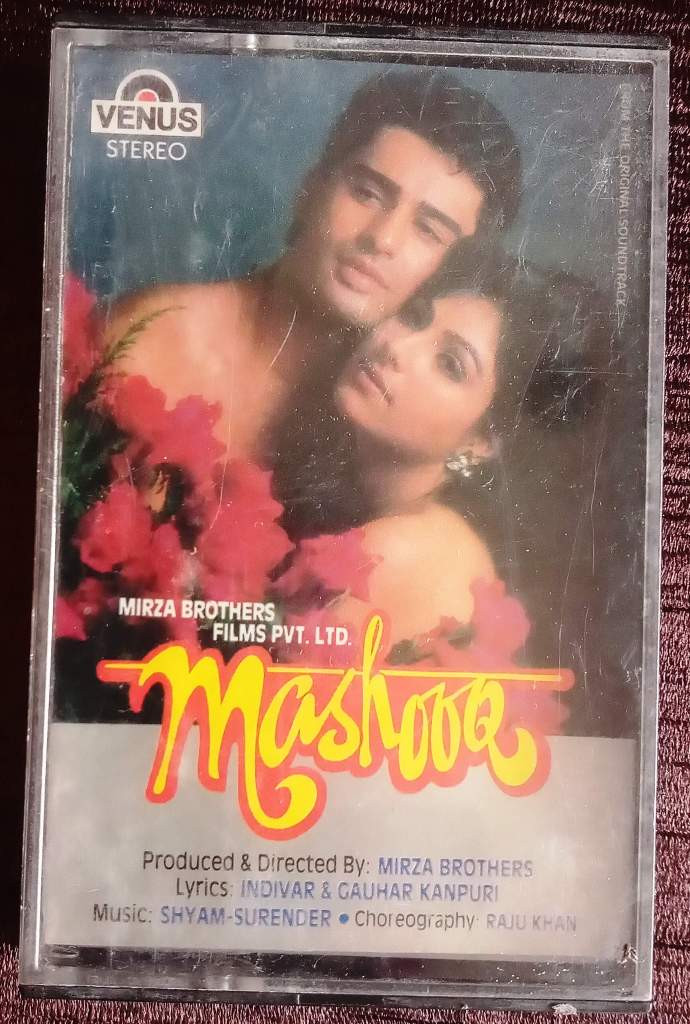 VENUS
STEREO
FROM THE ORIGINAL SOUNDTRACK
MIRZA BROTHERS
FILMS PVT. LTD.
Mashooq
Produced & Directed By: MIRZA BROTHERS
Lyrics: INDIVAR & GAUHAR KANPURI
Music: SHYAM-SURENDER • Choreography: RAJU KHAN